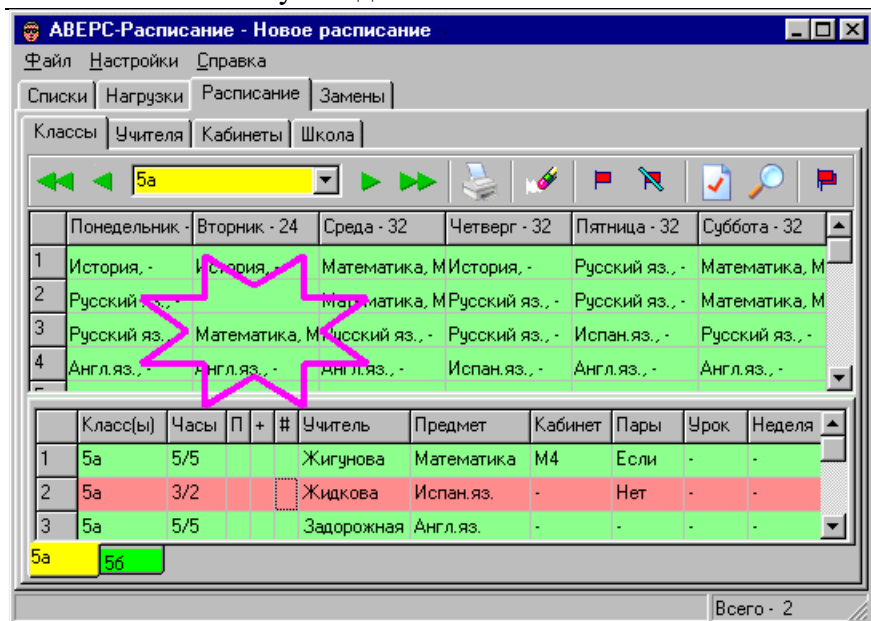 АВЕРС-Расписание - Новое расписание
Файл Настройки Справка
Списки Нагрузки Расписание Замены
Классы Учителя Кабинеты Школа
5а
Понедельник - Вторник - 24 Среда - 32 Четверг - 32 Пятница - 32 Суббота - 32
1 История, - История, - Математика, М История, - Русский яз., - Математика, М
2 Русский яз., - Математика, М Русский яз., - Русский яз., - Математика, М
3 Русский яз., Математика, М Русский яз., - Русский яз., - Испан.яз., - Русский яз., -
4 Англ.яз., - Англ.яз., - Англ.яз., - Испан.яз., - Англ.яз., - Англ.яз., -
Класс(ы) Часы П + # Учитель Предмет Кабинет Пары Урок Неделя
1 5а 5/5 Жигунова Математика М4 Если - -
2 5а 3/2 Жидкова Испан.яз. - Нет - -
3 5а 5/5 Задорожная Англ.яз. - - -
5а 5б
Всего - 2